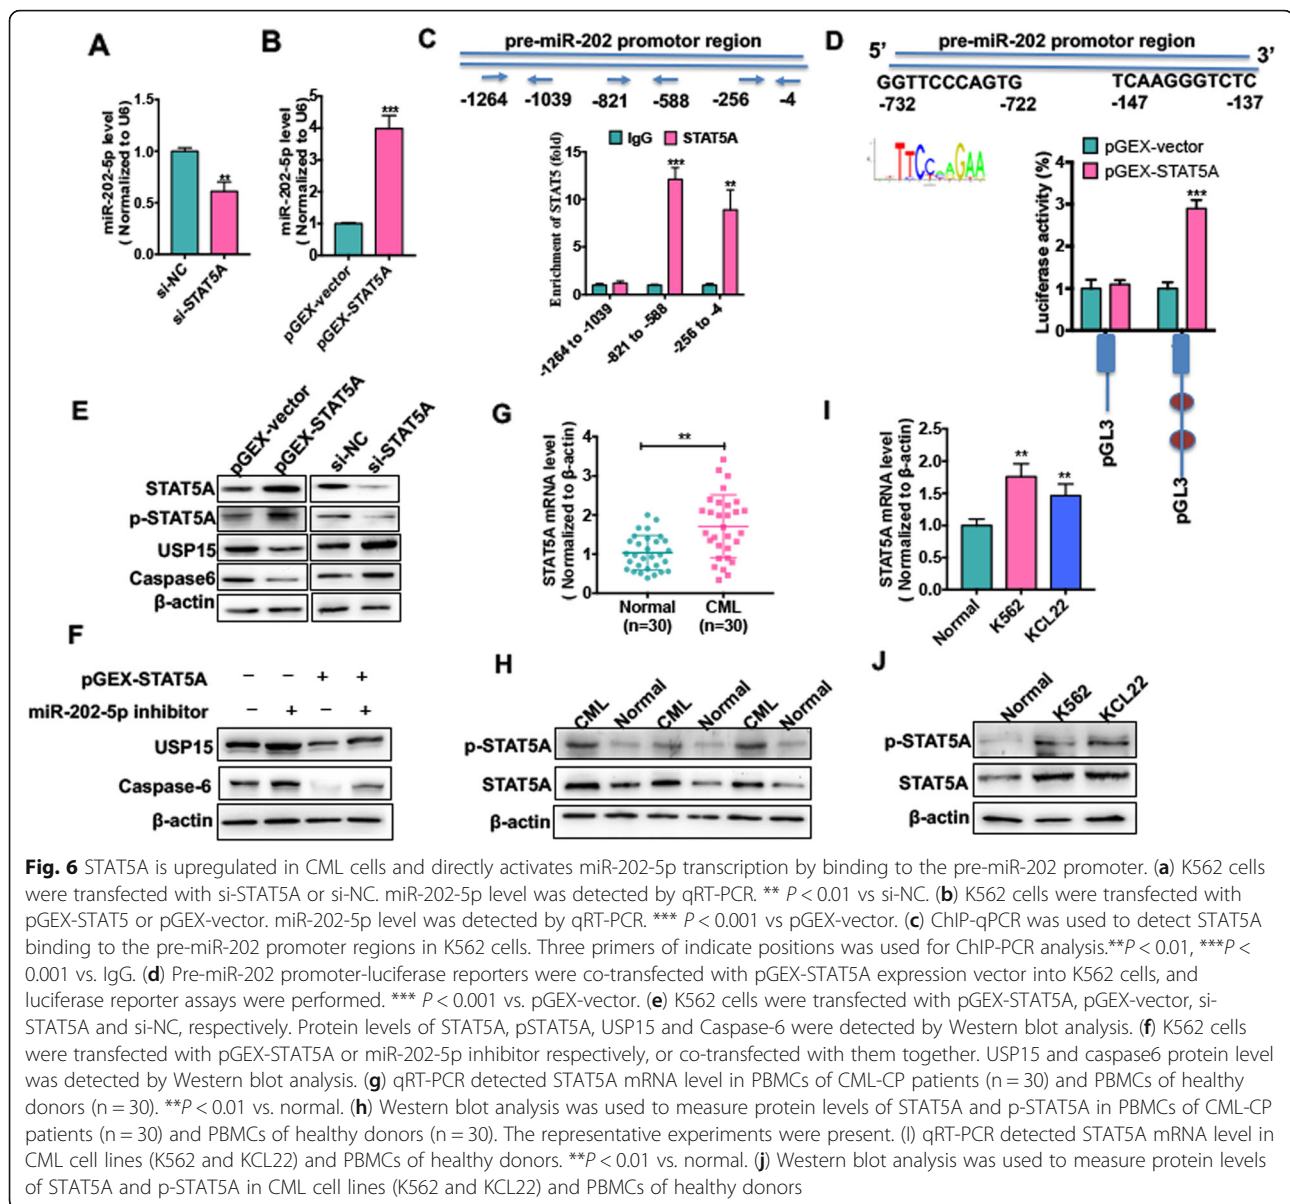 A
miR-202-5p level
( Normalized to U6)
1.5
1.0
0.5
0.0
**
si-NC
si-STAT5A
B
miR-202-5p level
( Normalized to U6)
5
4
3
2
1
0
***
pGEX-vector
pGEX-STAT5A
C
pre-miR-202 promotor region
-1264 -1039 -821 -588 -256 -4
IgG STAT5A
Enrichment of STAT5 (fold)
15
10
5
0
***
**
-1264 to -1039
-821 to -588
-256 to -4
D
5' pre-miR-202 promotor region 3'
GGTTCCCAGTG TCAAGGGTCTC
-732 -722 -147 -137
pGEX-vector
pGEX-STAT5A
Luciferase activity (%)
4
3
2
1
0
***
pGL3
pGL3
E
pGEX-vector pGEX-STAT5A si-NC si-STAT5A
STAT5A
p-STAT5A
USP15
Caspase6
β-actin
F
pGEX-STAT5A − − + +
miR-202-5p inhibitor − + − +
USP15
Caspase-6
β-actin
G
STAT5A mRNA level
( Normalized to β-actin)
4
3
2
1
0
**
Normal CML
(n=30) (n=30)
H
CML Normal CML Normal CML Normal
p-STAT5A
STAT5A
β-actin
I
STAT5A mRNA level
( Normalized to β-actin)
2.5
2.0
1.5
1.0
0.5
0.0
**
**
Normal
K562
KCL22
J
Normal K562 KCL22
p-STAT5A
STAT5A
β-actin
Fig. 6 STAT5A is upregulated in CML cells and directly activates miR-202-5p transcription by binding to the pre-miR-202 promoter. (a) K562 cells
were transfected with si-STAT5A or si-NC. miR-202-5p level was detected by qRT-PCR. ** P < 0.01 vs si-NC. (b) K562 cells were transfected with
pGEX-STAT5 or pGEX-vector. miR-202-5p level was detected by qRT-PCR. *** P < 0.001 vs pGEX-vector. (c) ChIP-qPCR was used to detect STAT5A
binding to the pre-miR-202 promoter regions in K562 cells. Three primers of indicate positions was used for ChIP-PCR analysis.**P < 0.01, ***P <
0.001 vs. IgG. (d) Pre-miR-202 promoter-luciferase reporters were co-transfected with pGEX-STAT5A expression vector into K562 cells, and
luciferase reporter assays were performed. *** P < 0.001 vs. pGEX-vector. (e) K562 cells were transfected with pGEX-STAT5A, pGEX-vector, si-
STAT5A and si-NC, respectively. Protein levels of STAT5A, pSTAT5A, USP15 and Caspase-6 were detected by Western blot analysis. (f) K562 cells
were transfected with pGEX-STAT5A or miR-202-5p inhibitor respectively, or co-transfected with them together. USP15 and caspase6 protein level
was detected by Western blot analysis. (g) qRT-PCR detected STAT5A mRNA level in PBMCs of CML-CP patients (n = 30) and PBMCs of healthy
donors (n = 30). **P < 0.01 vs. normal. (h) Western blot analysis was used to measure protein levels of STAT5A and p-STAT5A in PBMCs of CML-CP
patients (n = 30) and PBMCs of healthy donors (n = 30). The representative experiments were present. (I) qRT-PCR detected STAT5A mRNA level in
CML cell lines (K562 and KCL22) and PBMCs of healthy donors. **P < 0.01 vs. normal. (j) Western blot analysis was used to measure protein levels
of STAT5A and p-STAT5A in CML cell lines (K562 and KCL22) and PBMCs of healthy donors